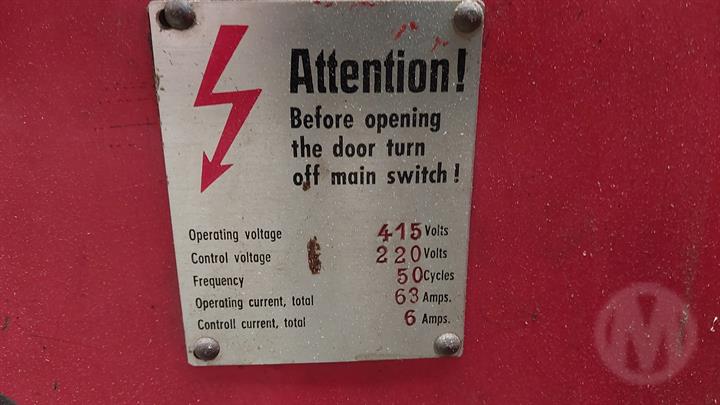 Attention!
Before opening
the door turn
off main switch!
Operating voltage 415 Volts
Control voltage 220 Volts
Frequency 50 Cycles
Operating current, total 63 Amps.
Controll current, total 6 Amps.
M